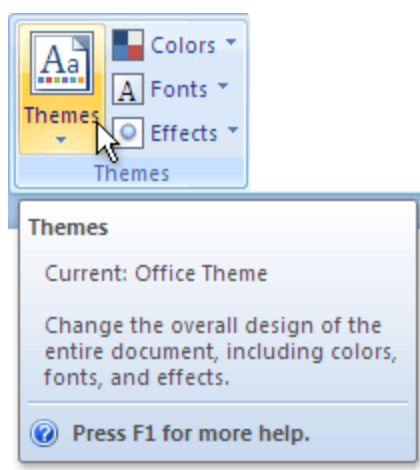 Aa
Colors
A
Fonts
Themes
Effects
Themes
Themes
Current: Office Theme
Change the overall design of the
entire document, including colors,
fonts, and effects.
? Press F1 for more help.